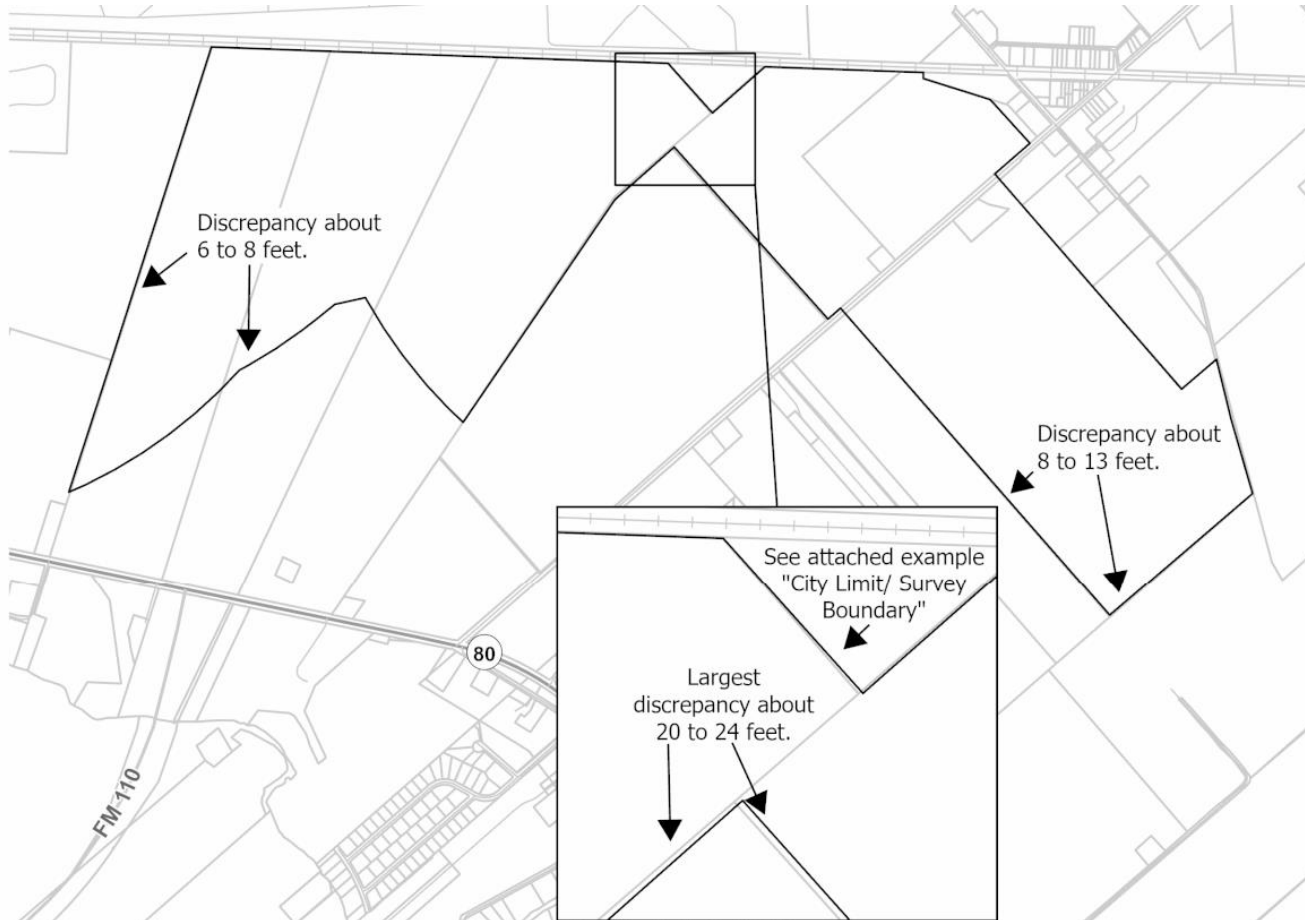 Discrepancy about
6 to 8 feet.
Discrepancy about
8 to 13 feet.
See attached example
"City Limit/ Survey
Boundary"
80
Largest
discrepancy about
20 to 24 feet.
FM 110